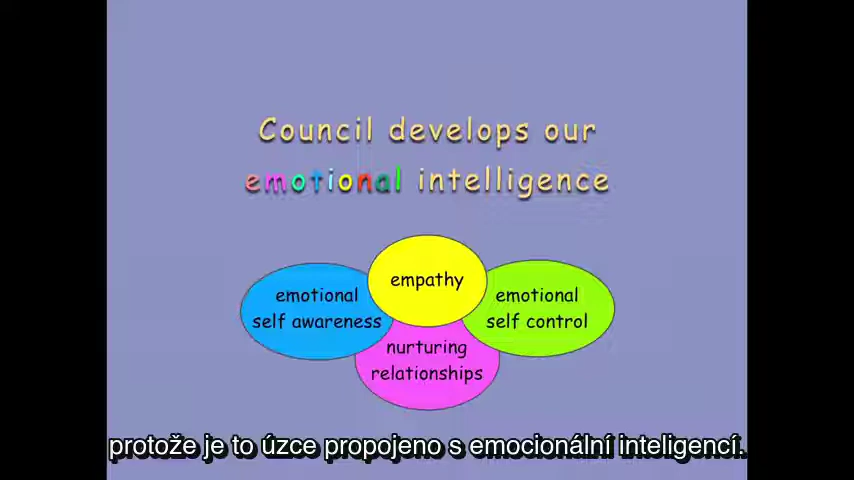 Council develops our
emotional intelligence
empathy
emotional
self awareness
emotional
self control
nurturing
relationships
protože je to úzce propojeno s emocionální inteligencí.